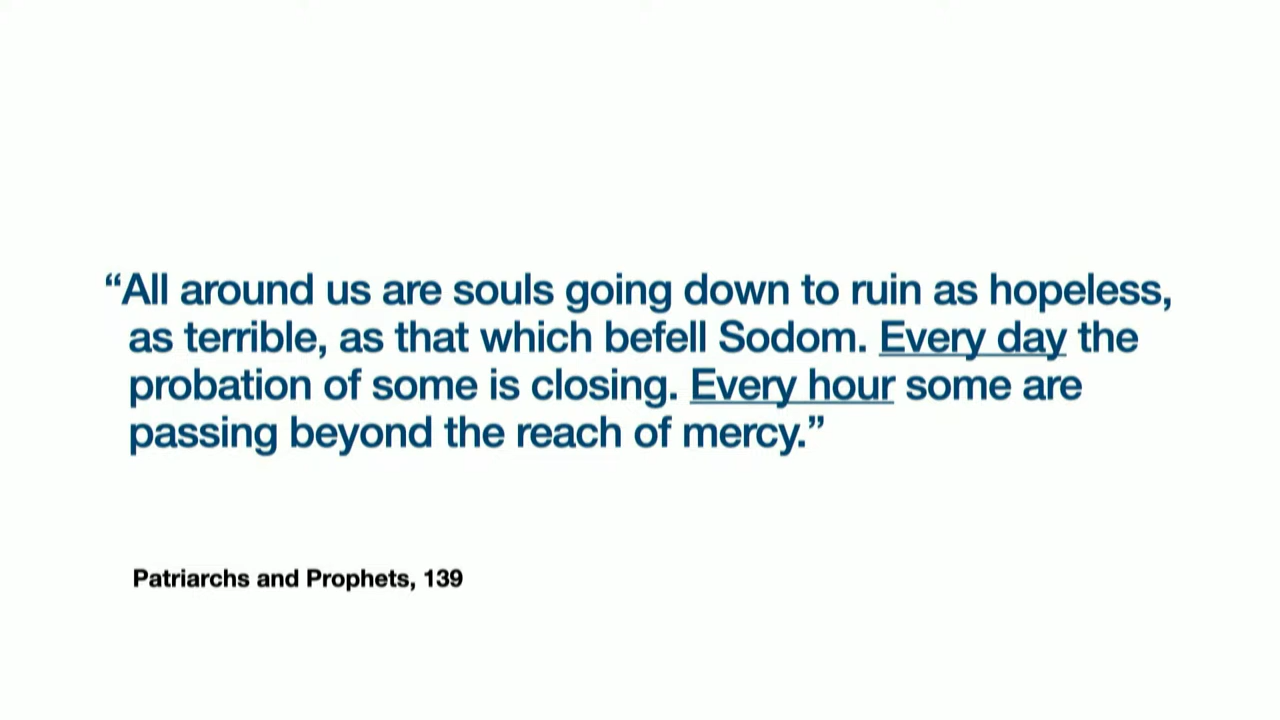 “All around us are souls going down to ruin as hopeless,
as terrible, as that which befell Sodom. Every day the
probation of some is closing. Every hour some are
passing beyond the reach of mercy.”
Patriarchs and Prophets, 139